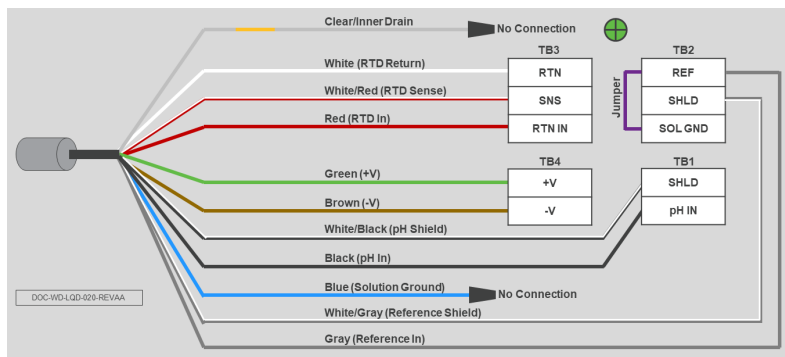 Clear/Inner Drain
No Connection
TB3
TB2
White (RTD Return)
RTN
REF
White/Red (RTD Sense)
SNS
Jumper
SHLD
Red (RTD In)
RTN IN
SOL GND
TB4
TB1
Green (+V)
+V
SHLD
Brown (-V)
-V
pH IN
White/Black (pH Shield)
Black (pH In)
Blue (Solution Ground)
No Connection
DOC-WD-LQD-020-REVAA
White/Gray (Reference Shield)
Gray (Reference In)